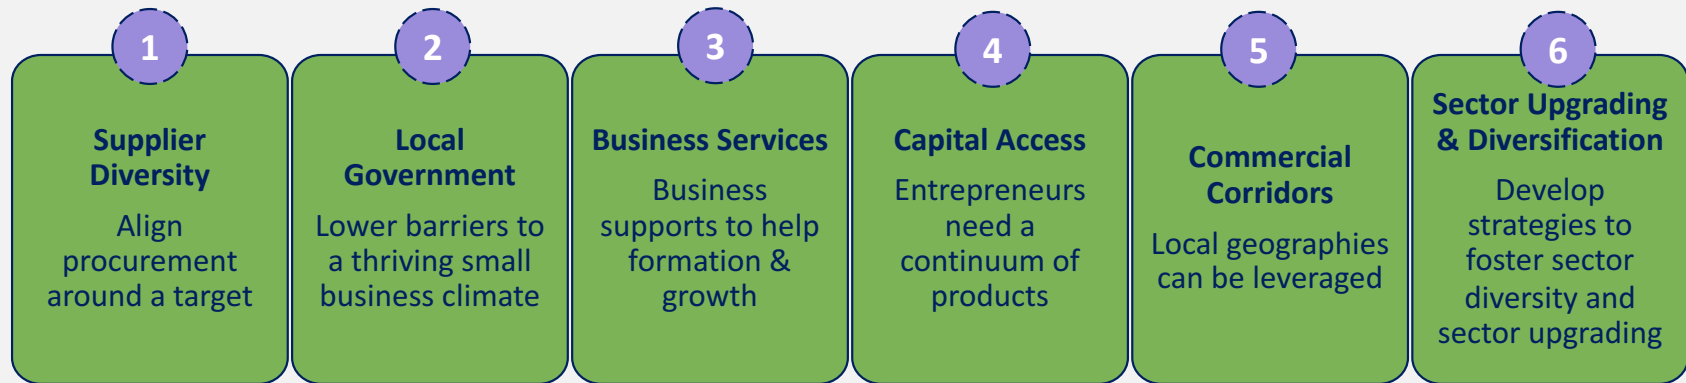 1
Supplier
Diversity
Align
procurement
around a target
2
Local
Government
Lower barriers to
a thriving small
business climate
3
Business Services
Business
supports to help
formation &
growth
4
Capital Access
Entrepreneurs
need a
continuum of
products
5
Commercial
Corridors
Local geographies
can be leveraged
6
Sector Upgrading
& Diversification
Develop
strategies to
foster sector
diversity and
sector upgrading